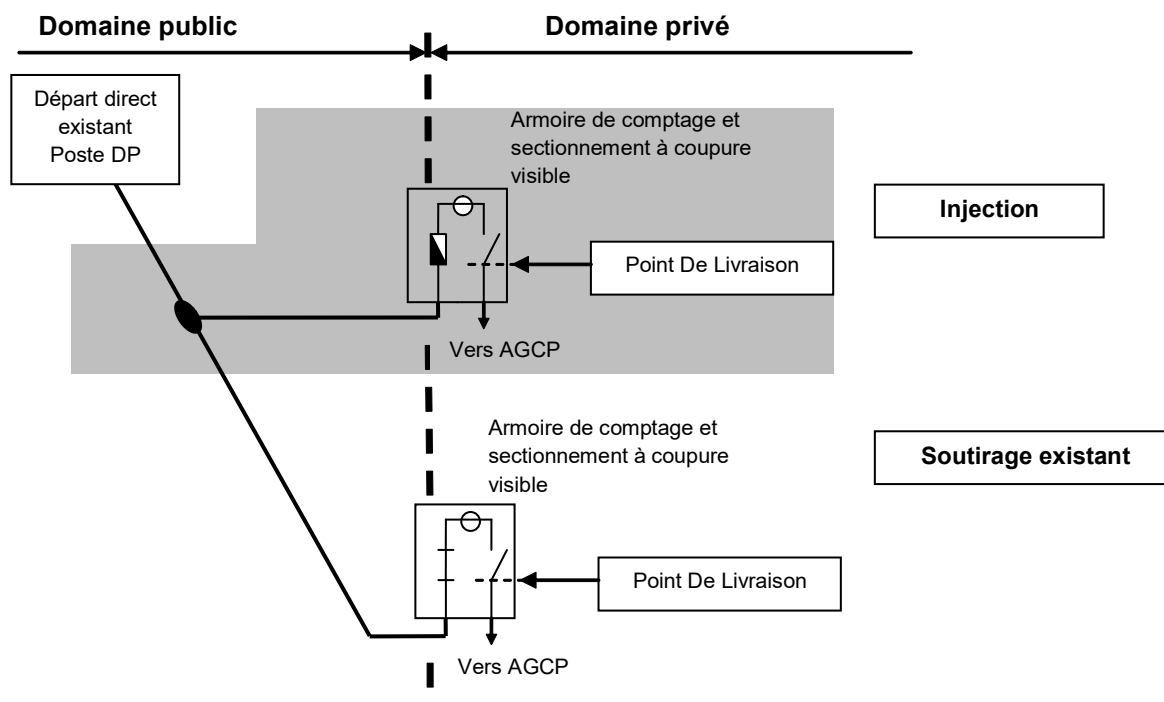 Domaine public
Domaine privé
Départ direct
existant
Poste DP
Armoire de comptage et
sectionnement à coupure
visible
Injection
Point De Livraison
Vers AGCP
Armoire de comptage et
sectionnement à coupure
visible
Soutirage existant
Point De Livraison
Vers AGCP